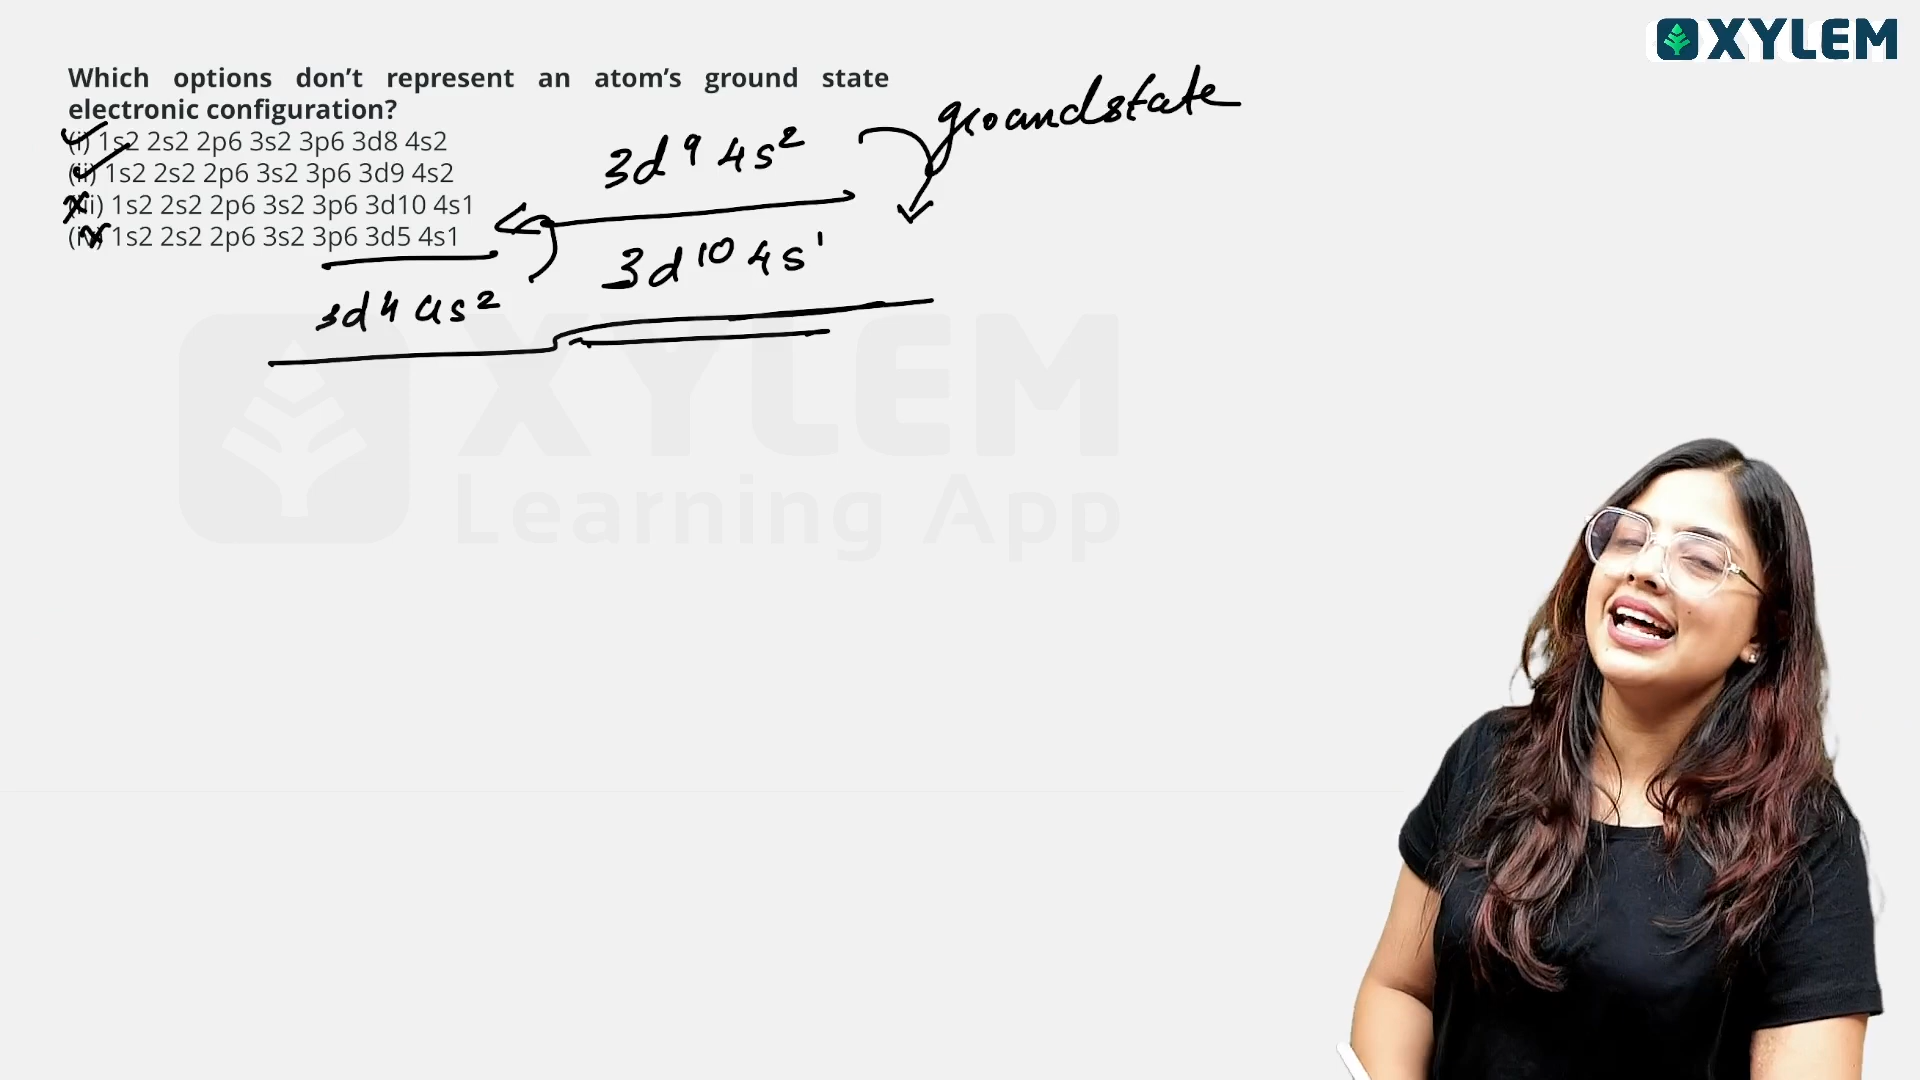 XYLEM
Which options don't represent an atom's ground state
electronic configuration?
(i) 1s2 2s2 2p6 3s2 3p6 3d8 4s2
(ii) 1s2 2s2 2p6 3s2 3p6 3d9 4s2
(iii) 1s2 2s2 2p6 3s2 3p6 3d10 4s1
(iv) 1s2 2s2 2p6 3s2 3p6 3d5 4s1
groundstate
3d⁹ 4s²
3d¹⁰ 4s¹
3d⁴ 4s²
XYLEM
Learning App